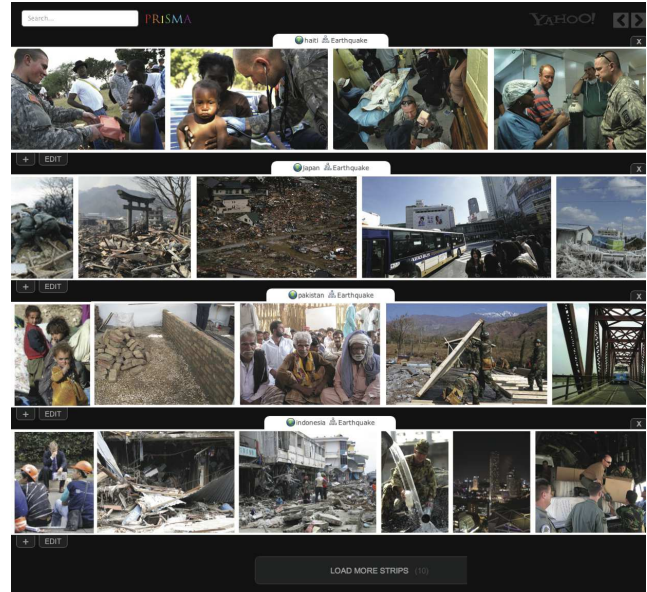 Search... PRiSMA YAHOO! < >
haiti Earthquake X
+ EDIT
japan Earthquake X
+ EDIT
pakistan Earthquake X
+ EDIT
indonesia Earthquake X
+ EDIT
LOAD MORE STRIPS (10)